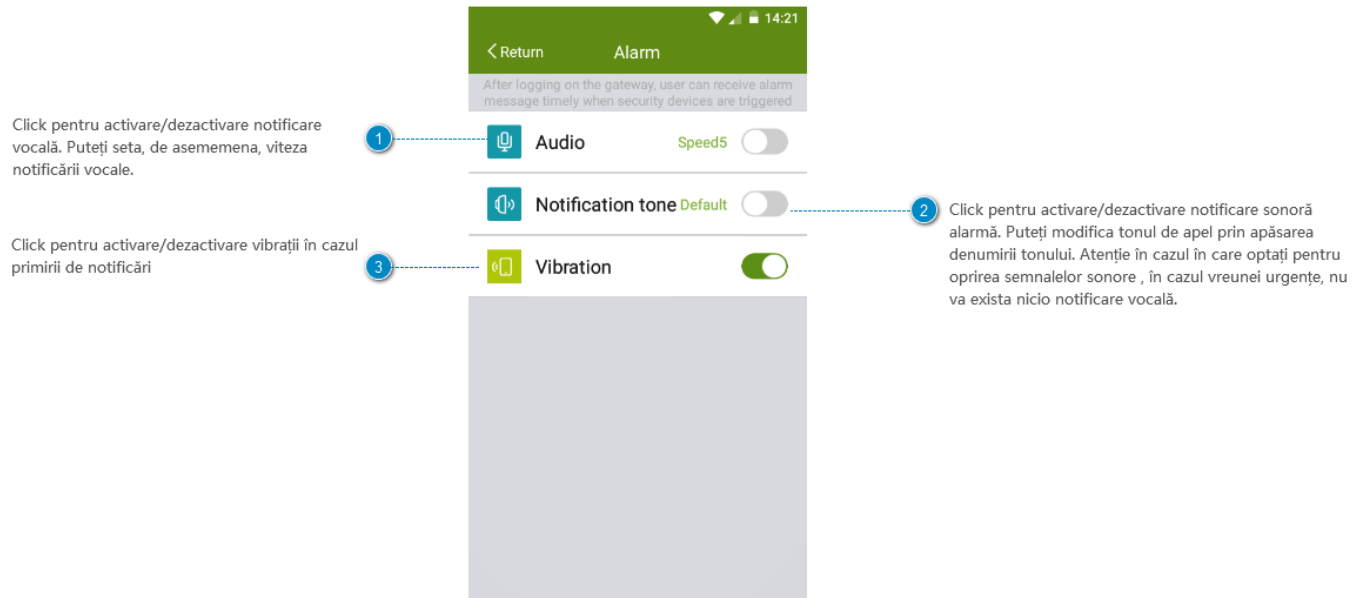 14:21
Return Alarm
After logging on the gateway, user can receive alarm
message timely when security devices are triggered
Click pentru activare/dezactivare notificare
vocală. Puteți seta, de asememena, viteza
notificării vocale.
1
Audio Speed5
Notification tone Default
2
Click pentru activare/dezactivare notificare sonoră
alarmă. Puteți modifica tonul de apel prin apăsarea
denumirii tonului. Atenție în cazul în care optați pentru
oprirea semnalelor sonore , în cazul vreunei urgențe, nu
va exista nicio notificare vocală.
Click pentru activare/dezactivare vibrații în cazul
primirii de notificări
3
Vibration